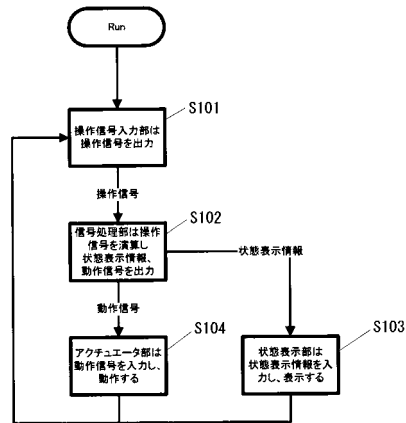 Run
S101
操作信号入力部は
操作信号を出力
操作信号
S102
信号処理部は操作
信号を演算し
状態表示情報、
動作信号を出力
状態表示情報
動作信号
S104
アクチュエータ部は
動作信号を入力し、
動作する
S103
状態表示部は
状態表示情報を入
力し、表示する